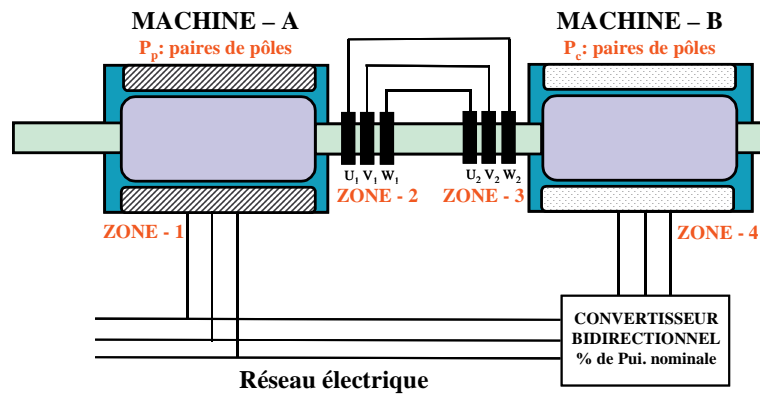 MACHINE – A
MACHINE – B
Pp: paires de pôles
Pc: paires de pôles
U1 V1 W1
U2 V2 W2
ZONE - 2
ZONE - 3
ZONE - 1
ZONE - 4
CONVERTISSEUR
BIDIRECTIONNEL
% de Pui. nominale
Réseau électrique